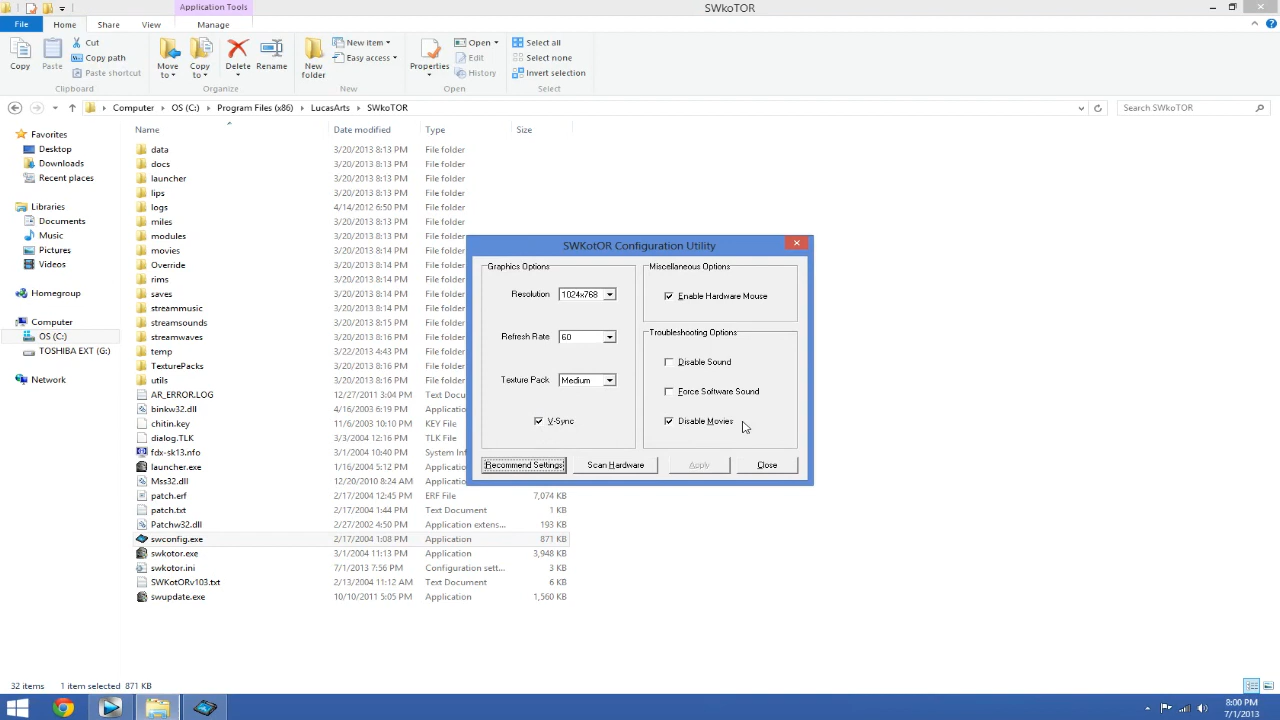 Application Tools
SWkoTOR
File Home Share View Manage
Copy Paste Cut Copy path Paste shortcut
Clipboard
Move to Copy to Delete Rename
Organize
New folder New item Easy access
New
Properties Open Edit History
Open
Select all Select none Invert selection
Select
Computer OS (C:) Program Files (x86) LucasArts SWkoTOR
Search SWkoTOR
Favorites
Desktop
Downloads
Recent places
Libraries
Documents
Music
Pictures
Videos
Homegroup
Computer
OS (C:)
TOSHIBA EXT (G:)
Network
Name Date modified Type Size
data 3/20/2013 8:13 PM File folder
docs 3/20/2013 8:13 PM File folder
launcher 3/20/2013 8:13 PM File folder
lips 3/20/2013 8:13 PM File folder
logs 4/14/2012 6:50 PM File folder
miles 3/20/2013 8:13 PM File folder
modules 3/20/2013 8:13 PM File folder
movies 3/20/2013 8:14 PM File folder
Override 3/20/2013 8:14 PM File folder
rims 3/20/2013 8:14 PM File folder
saves 3/20/2013 8:14 PM File folder
streammusic 3/20/2013 8:14 PM File folder
streamsounds 3/20/2013 8:14 PM File folder
streamwaves 3/20/2013 8:16 PM File folder
temp 3/22/2013 4:43 PM File folder
TexturePacks 3/20/2013 8:16 PM File folder
utils 3/20/2013 8:16 PM File folder
AR_ERROR.LOG 12/27/2011 3:04 PM Text Docum
binkw32.dll 4/16/2003 6:19 PM Applicatio
chitin.key 11/6/2003 10:10 PM KEY File
dialog.TLK 3/3/2004 12:16 PM TLK File
fdx-sk13.nfo 3/1/2004 10:40 PM System Inf
launcher.exe 1/16/2004 5:12 PM Applicatio
Mss32.dll 12/20/2010 8:24 AM Applicatio
patch.erf 2/17/2004 12:45 PM ERF File 7,074 KB
patch.txt 2/17/2004 1:44 PM Text Document 1 KB
Patchw32.dll 2/27/2002 4:50 PM Application extens... 193 KB
swconfig.exe 2/17/2004 1:08 PM Application 871 KB
swkotor.exe 3/1/2004 11:13 PM Application 3,948 KB
swkotor.ini 7/1/2013 7:56 PM Configuration sett... 3 KB
SWKotORv103.txt 2/13/2004 11:12 AM Text Document 6 KB
swupdate.exe 10/10/2011 5:05 PM Application 1,560 KB
SWKotOR Configuration Utility
Graphics Options
Resolution 1024x768
Refresh Rate 60
Texture Pack Medium
V-Sync
Miscellaneous Options
Enable Hardware Mouse
Troubleshooting Options
Disable Sound
Force Software Sound
Disable Movies
Recommend Settings Scan Hardware Apply Close
32 items 1 item selected 871 KB
8:00 PM
7/1/2013